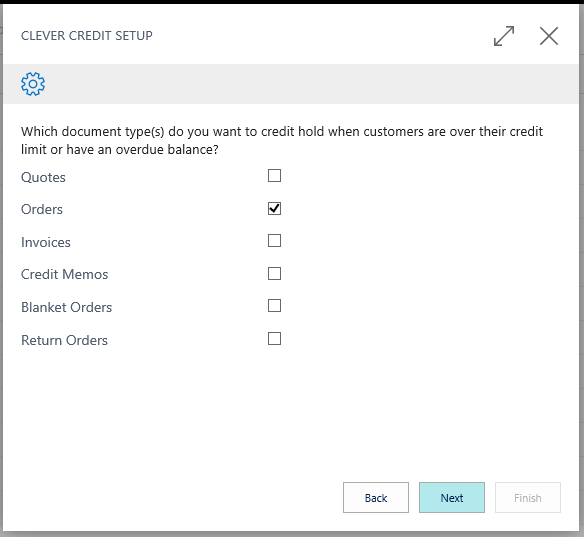 CLEVER CREDIT SETUP
Which document type(s) do you want to credit hold when customers are over their credit
limit or have an overdue balance?
Quotes
Orders
Invoices
Credit Memos
Blanket Orders
Return Orders
Back Next Finish